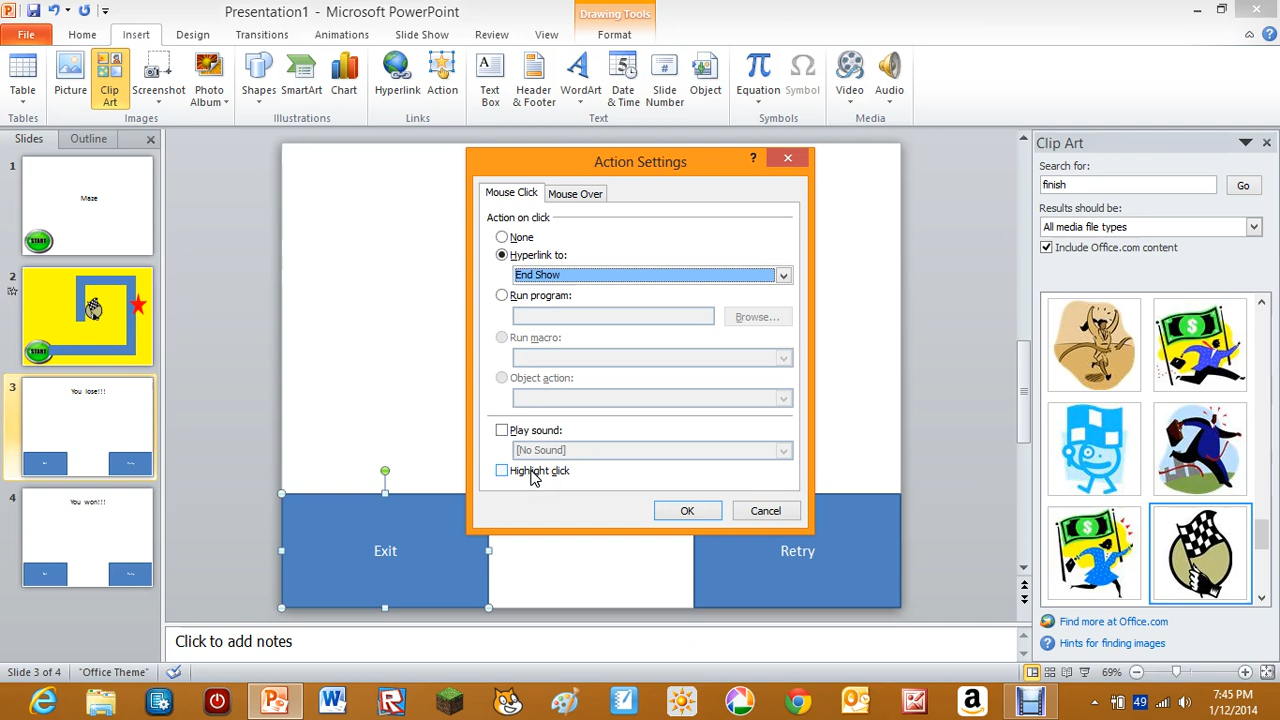 Presentation1 - Microsoft PowerPoint
Drawing Tools
File Home Insert Design Transitions Animations Slide Show Review View Format
Table Picture Clip Art Screenshot Photo Album Shapes SmartArt Chart Hyperlink Action Text Box Header & Footer WordArt Date & Time Slide Number Object Equation Symbol Video Audio
Tables Images Illustrations Links Text Symbols Media
Slides Outline
1
Maze
START
2
START
3
You lose!!!
4
You won!!!
Action Settings
Mouse Click Mouse Over
Action on click
None
Hyperlink to:
End Show
Run program:
Browse...
Run macro:
Object action:
Play sound:
[No Sound]
Highlight click
OK Cancel
Exit
Retry
Clip Art
Search for:
finish Go
Results should be:
All media file types
Include Office.com content
Find more at Office.com
Hints for finding images
Click to add notes
Slide 3 of 4 "Office Theme" 69%
49
7:45 PM
1/12/2014